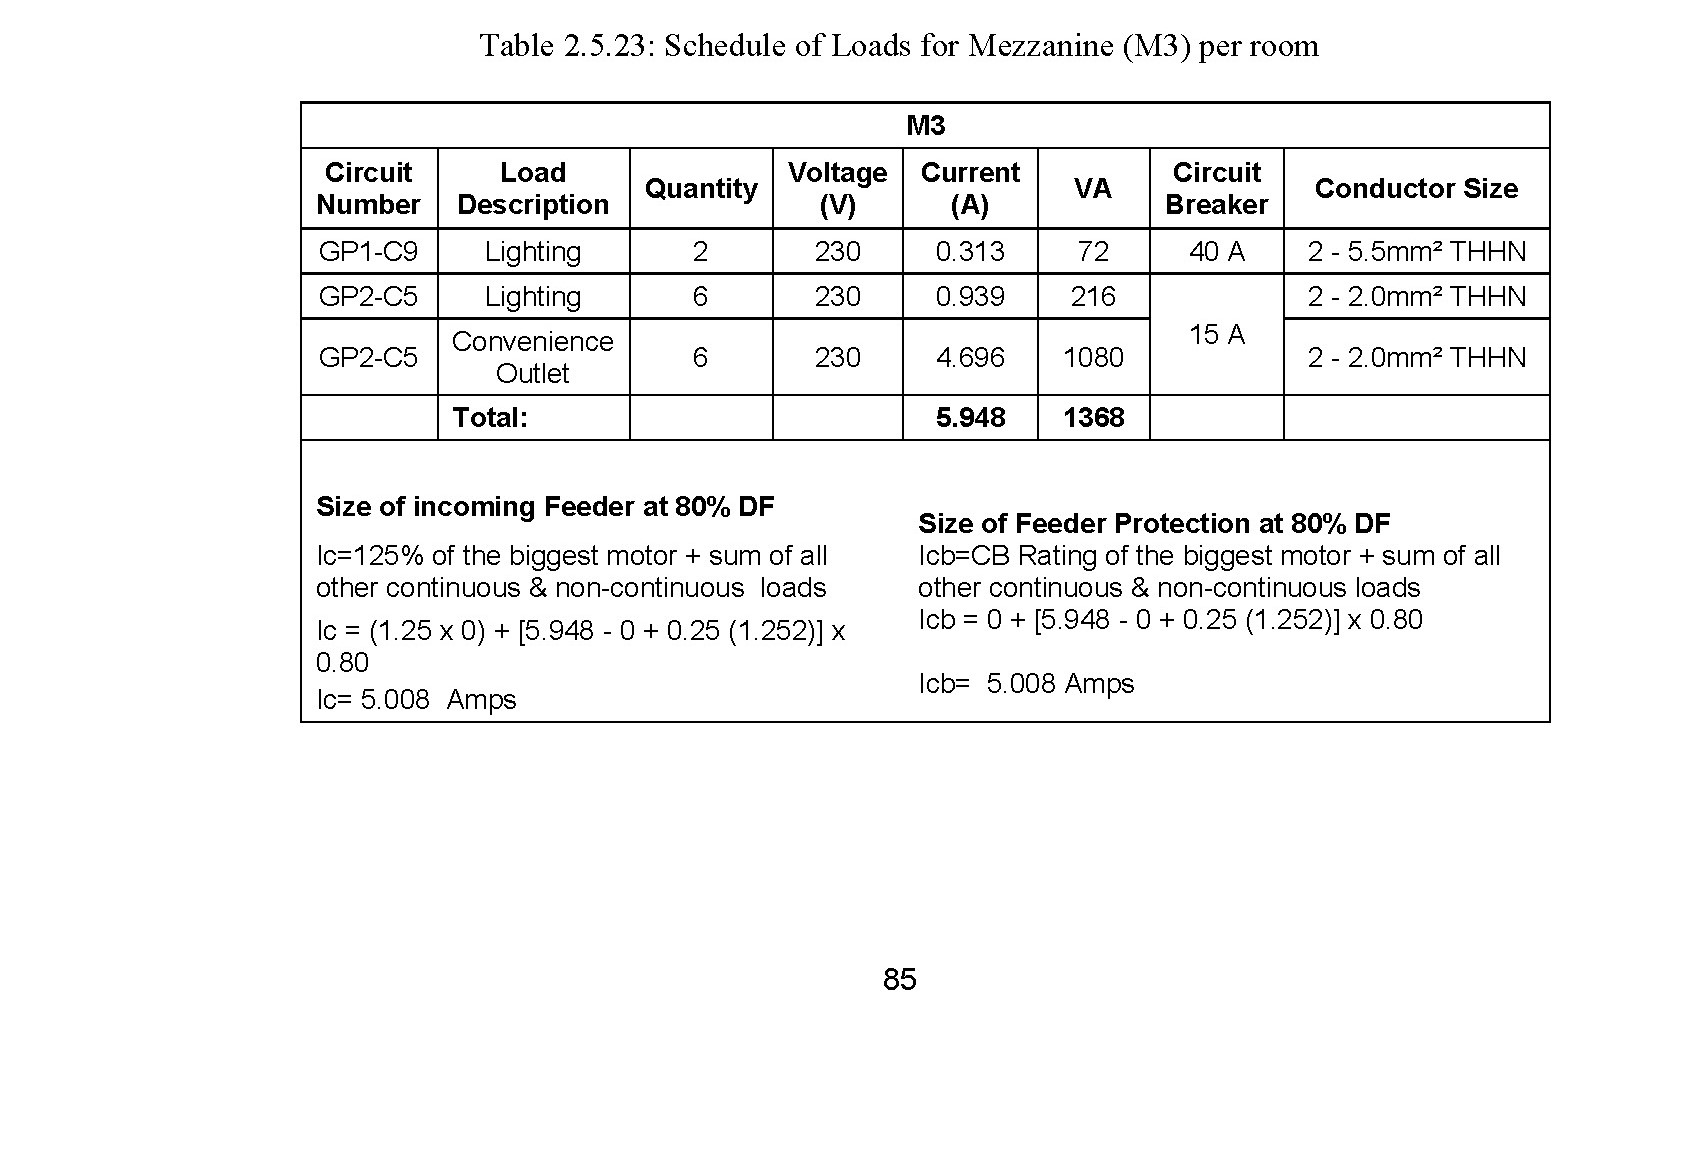 Table 2.5.23: Schedule of Loads for Mezzanine (M3) per room
M3
Circuit Number Load Description Quantity Voltage (V) Current (A) VA Circuit Breaker Conductor Size
GP1-C9 Lighting 2 230 0.313 72 40 A 2 - 5.5mm² THHN
GP2-C5 Lighting 6 230 0.939 216 15 A 2 - 2.0mm² THHN
GP2-C5 Convenience Outlet 6 230 4.696 1080 2 - 2.0mm² THHN
Total: 5.948 1368
Size of incoming Feeder at 80% DF
Ic=125% of the biggest motor + sum of all
other continuous & non-continuous loads
Ic = (1.25 x 0) + [5.948 - 0 + 0.25 (1.252)] x
0.80
Ic= 5.008 Amps
Size of Feeder Protection at 80% DF
Icb=CB Rating of the biggest motor + sum of all
other continuous & non-continuous loads
Icb = 0 + [5.948 - 0 + 0.25 (1.252)] x 0.80
Icb= 5.008 Amps
85